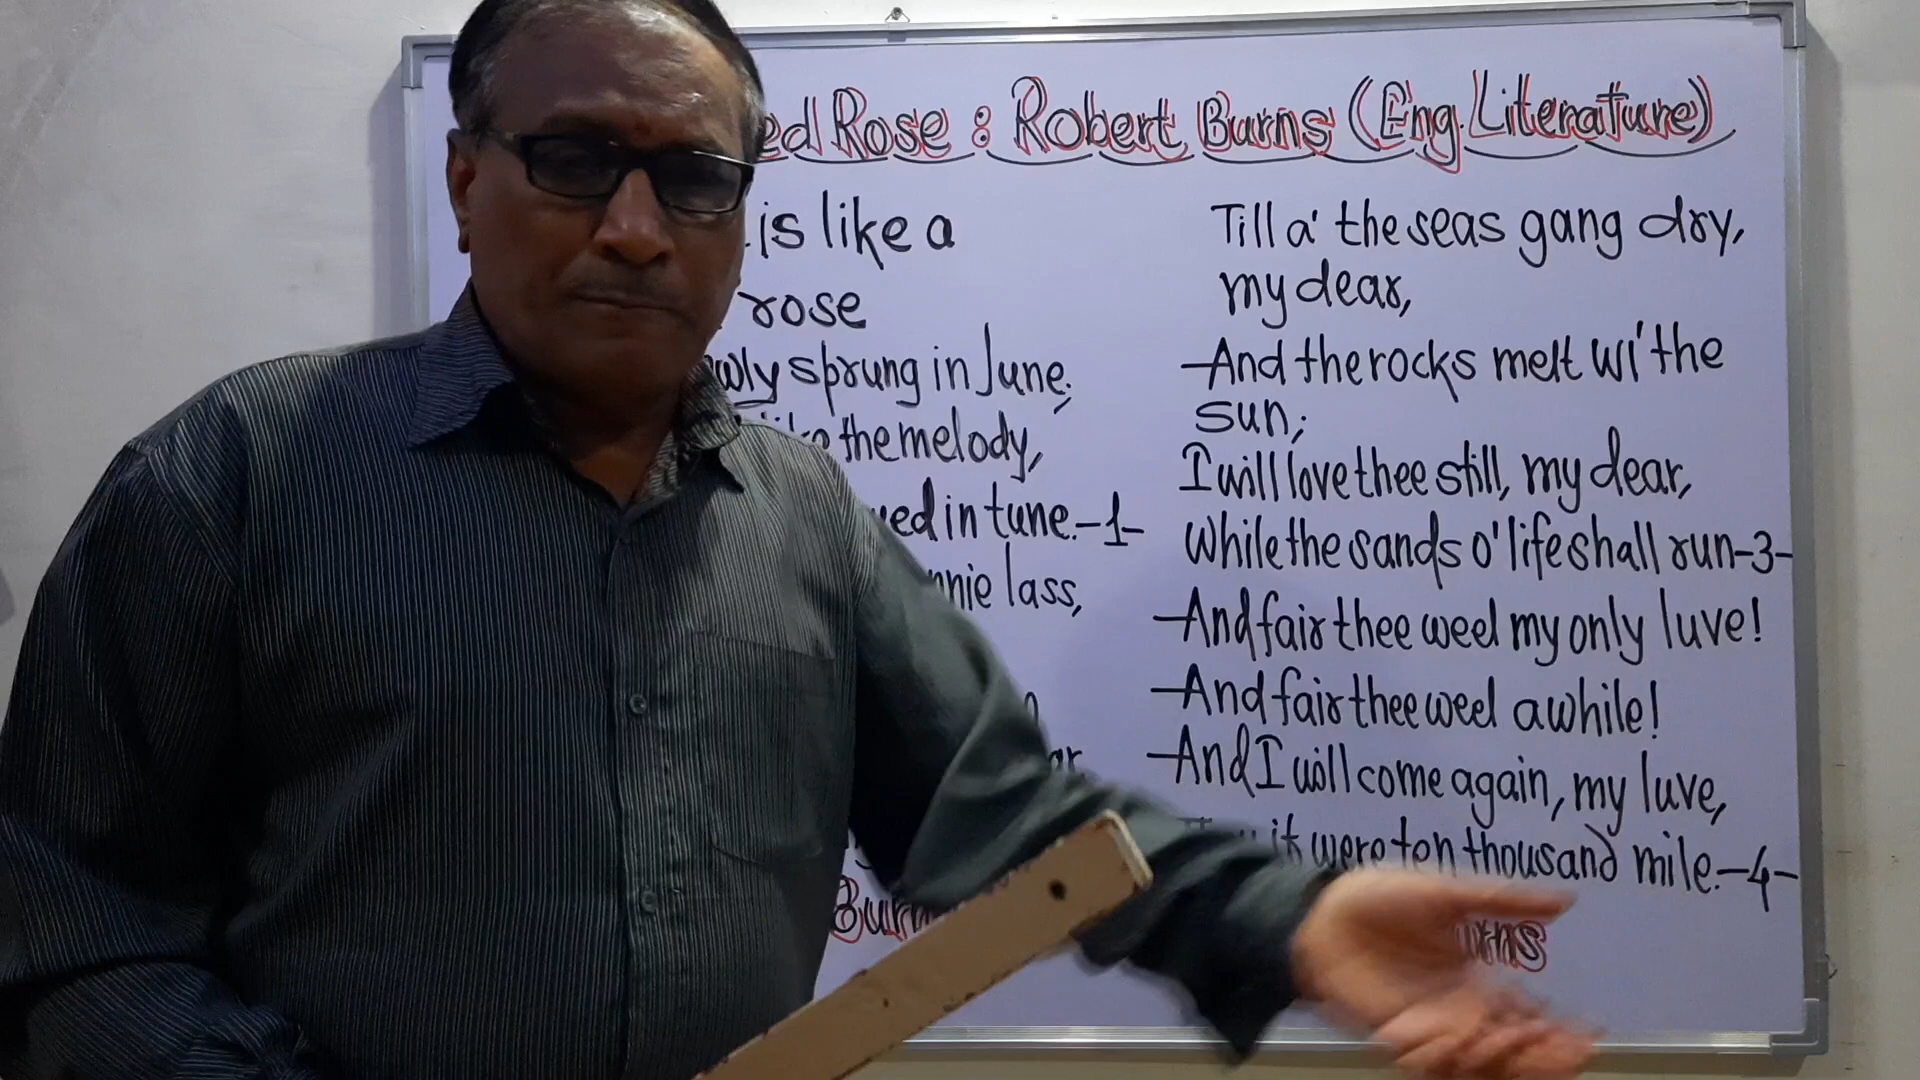 ed Rose : Robert Burns (Eng. Literature)
is like a
rose
wly sprung in June,
the melody,
ved in tune.-1-
nnie lass,
Burn
Till a' the seas gang dry,
my dear,
And the rocks melt wi' the
sun;
I will love thee still, my dear,
While the sands o' life shall run-3-
And fair thee weel my only luve!
And fair thee weel awhile!
And I will come again, my luve,
it were ten thousand mile.-4-
urns